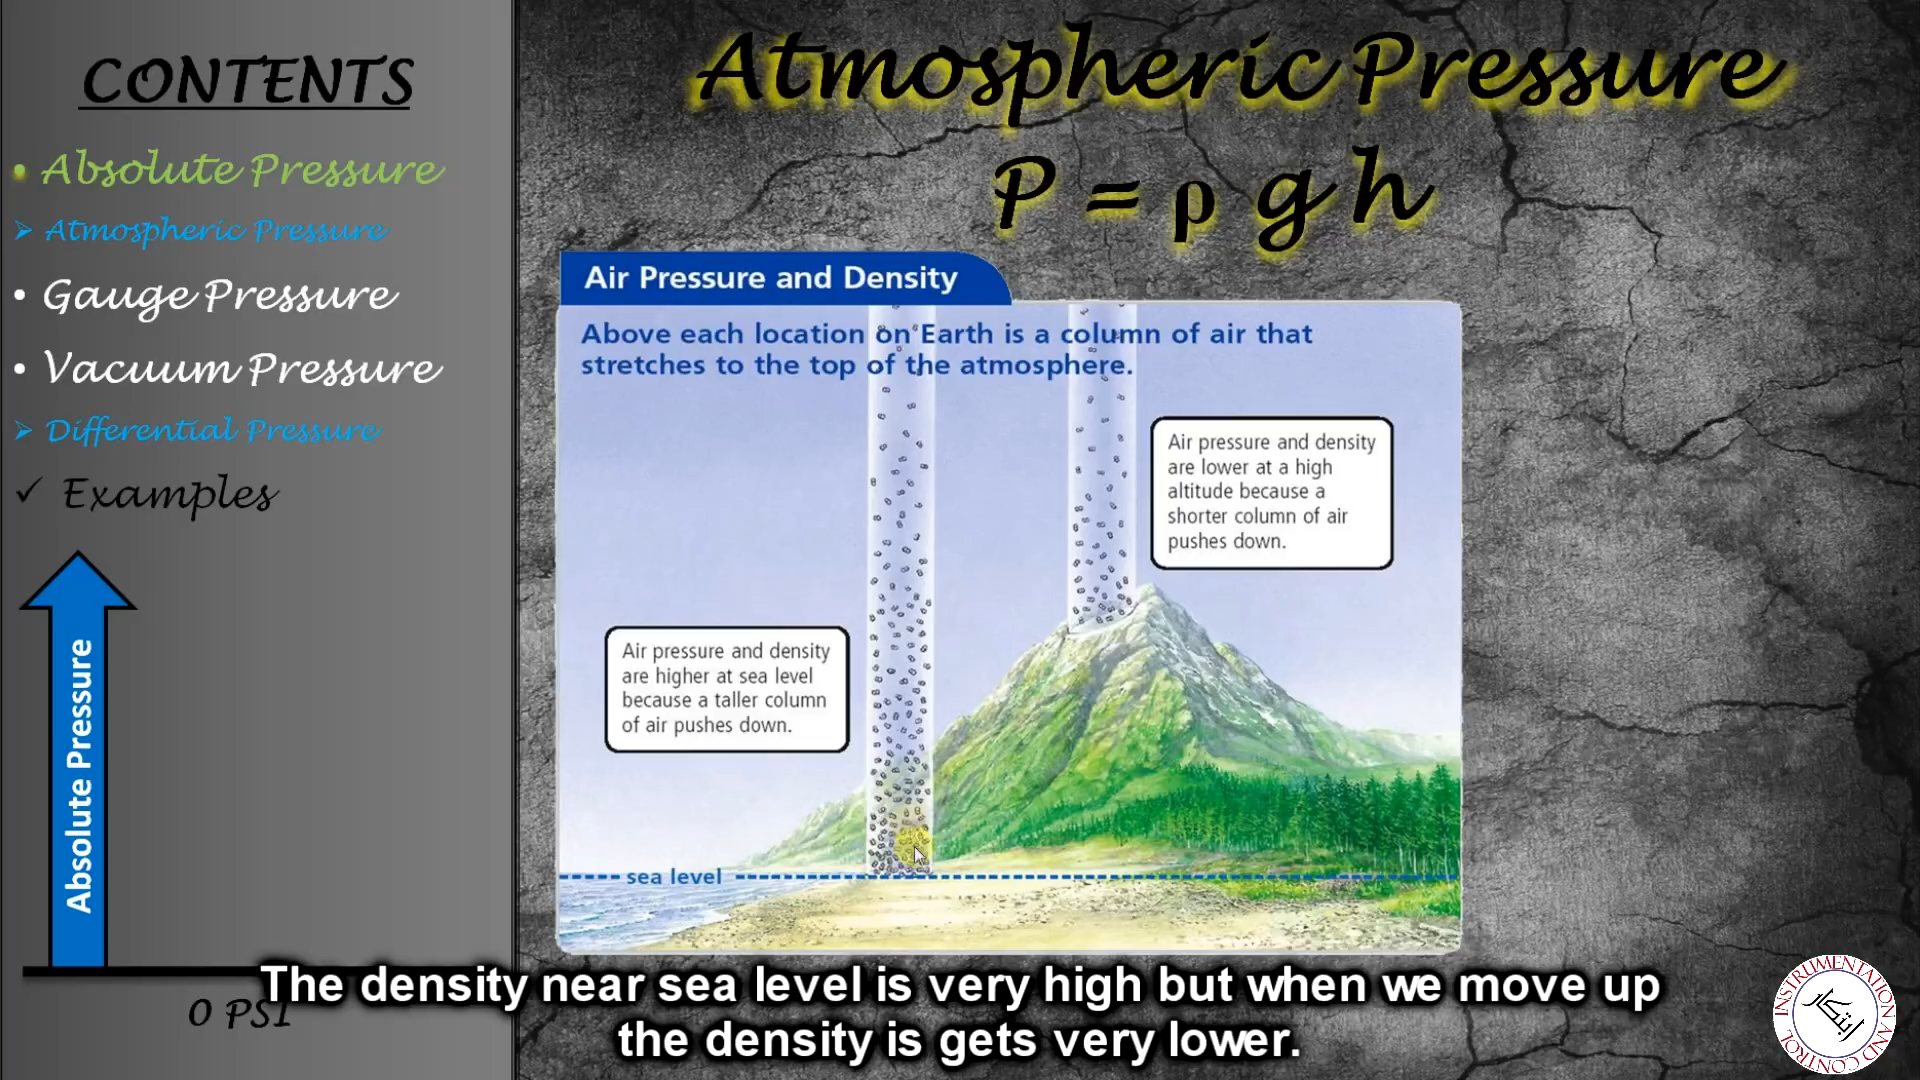 CONTENTS
• Absolute Pressure
➢ Atmospheric Pressure
• Gauge Pressure
• Vacuum Pressure
➢ Differential Pressure
✓ Examples
Absolute Pressure
0 PSI
Atmospheric Pressure
P = ρ g h
Air Pressure and Density
Above each location on Earth is a column of air that
stretches to the top of the atmosphere.
Air pressure and density
are lower at a high
altitude because a
shorter column of air
pushes down.
Air pressure and density
are higher at sea level
because a taller column
of air pushes down.
sea level
The density near sea level is very high but when we move up
the density is gets very lower.
INSTRUMENTATION AND CONTROL